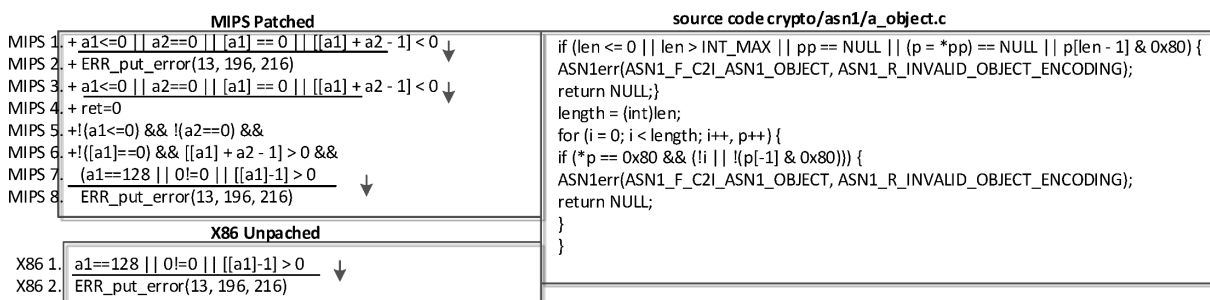 MIPS Patched
MIPS 1. + a1<=0 || a2==0 || [a1] == 0 || [[a1] + a2 - 1] < 0
MIPS 2. + ERR_put_error(13, 196, 216)
MIPS 3. + a1<=0 || a2==0 || [a1] == 0 || [[a1] + a2 - 1] < 0
MIPS 4. + ret=0
MIPS 5. +!(a1<=0) && !(a2==0) &&
MIPS 6. +!([a1]==0) && [[a1] + a2 - 1] > 0 &&
MIPS 7. (a1==128 || 0!=0 || [[a1]-1] > 0
MIPS 8. ERR_put_error(13, 196, 216)
X86 Unpached
X86 1. a1==128 || 0!=0 || [[a1]-1] > 0
X86 2. ERR_put_error(13, 196, 216)
source code crypto/asn1/a_object.c
if (len <= 0 || len > INT_MAX || pp == NULL || (p = *pp) == NULL || p[len - 1] & 0x80) {
ASN1err(ASN1_F_C2I_ASN1_OBJECT, ASN1_R_INVALID_OBJECT_ENCODING);
return NULL;}
length = (int)len;
for (i = 0; i < length; i++, p++) {
if (*p == 0x80 && (!i || !(p[-1] & 0x80))) {
ASN1err(ASN1_F_C2I_ASN1_OBJECT, ASN1_R_INVALID_OBJECT_ENCODING);
return NULL;
}
}